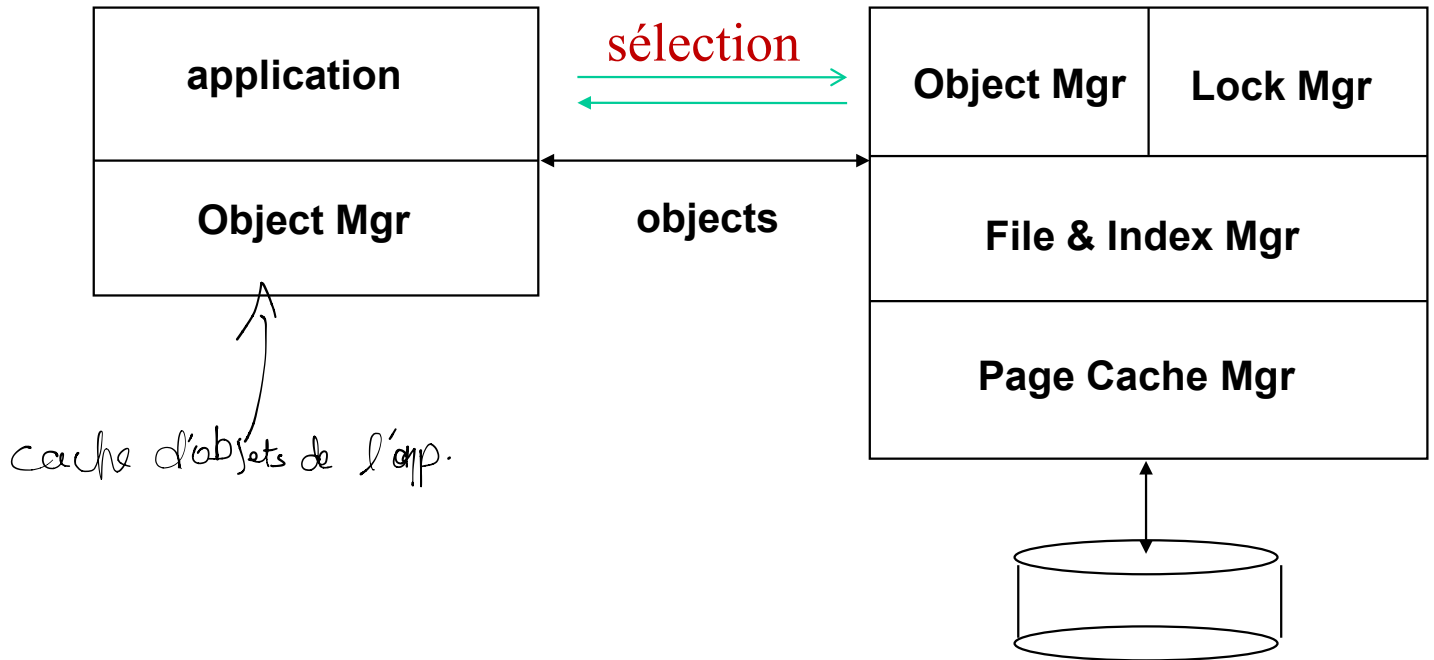 application
sélection
Object Mgr
Lock Mgr
Object Mgr
objects
File & Index Mgr
Page Cache Mgr
cache d'objets de l'app.